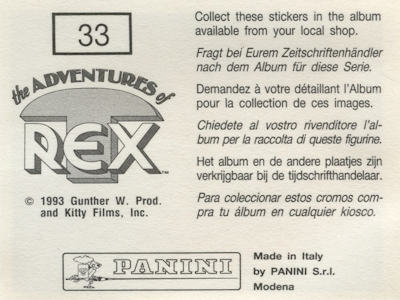 33
the ADVENTURES of
T
REX™
© 1993 Gunther W. Prod.
and Kitty Films, Inc.
Collect these stickers in the album
available from your local shop.
Fragt bei Eurem Zeitschriftenhändler
nach dem Album für diese Serie.
Demandez à votre détaillant l'Album
pour la collection de ces images.
Chiedete al vostro rivenditore l'al-
bum per la raccolta di queste figurine.
Het album en de andere plaatjes zijn
verkrijgbaar bij de tijdschrifthandelaar.
Para coleccionar estos cromos com-
pra tu álbum en cualquier kiosco.
PANINI
Made in Italy
by PANINI S.r.l.
Modena